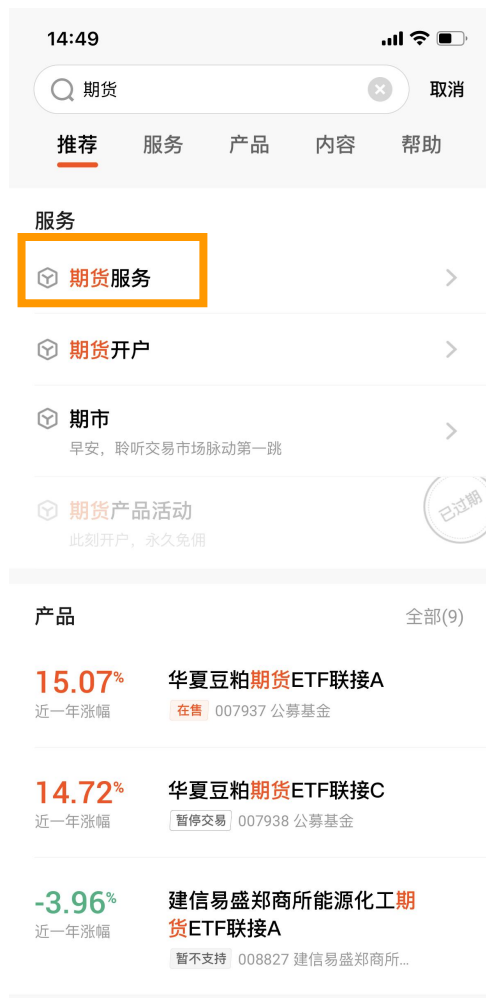 14:49
期货
取消
推荐 服务 产品 内容 帮助
服务
期货服务
期货开户
期市
早安，聆听交易市场脉动第一跳
期货产品活动
已过期
此刻开户，永久免佣
产品 全部(9)
15.07% 华夏豆粕期货ETF联接A
近一年涨幅 在售 007937 公募基金
14.72% 华夏豆粕期货ETF联接C
近一年涨幅 暂停交易 007938 公募基金
-3.96% 建信易盛郑商所能源化工期
近一年涨幅 货ETF联接A
暂不支持 008827 建信易盛郑商所...